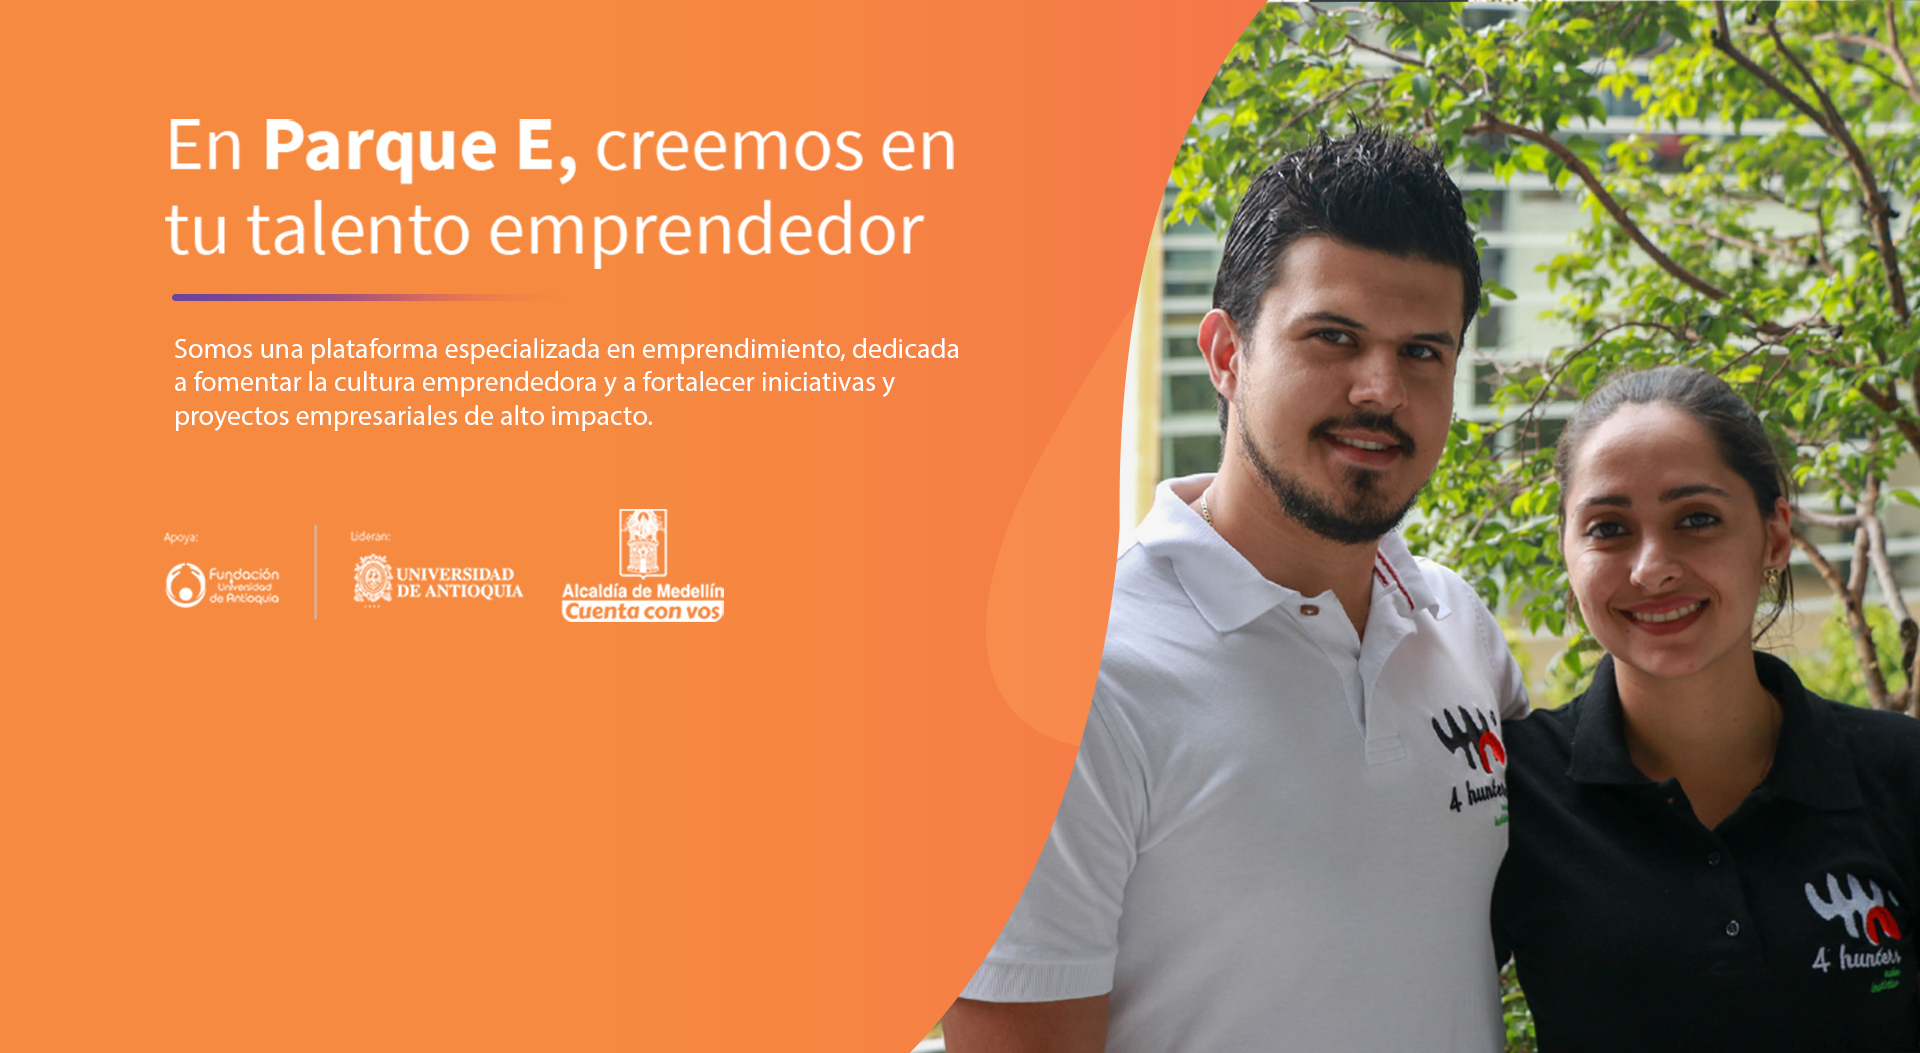 En Parque E, creemos en
tu talento emprendedor
Somos una plataforma especializada en emprendimiento, dedicada
a fomentar la cultura emprendedora y a fortalecer iniciativas y
proyectos empresariales de alto impacto.
Apoya:
Fundación
Universidad
de Antioquia
Lideran:
UNIVERSIDAD
DE ANTIOQUIA
Alcaldía de Medellín
Cuenta con vos
4 hunters
4 hunters